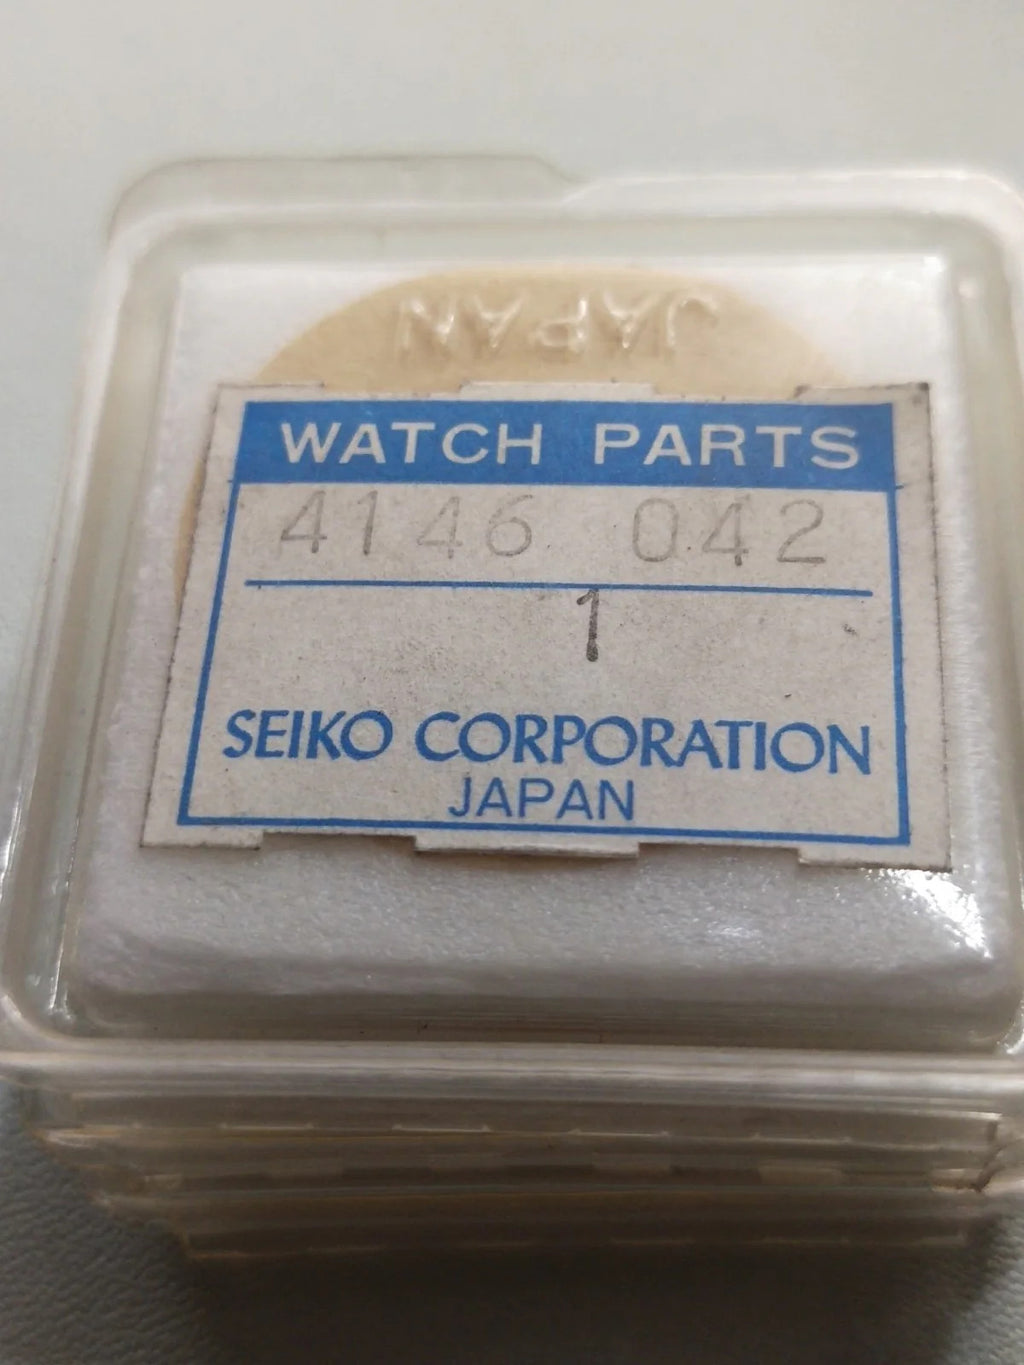 JAPAN
WATCH PARTS
4146 042
1
SEIKO CORPORATION
JAPAN